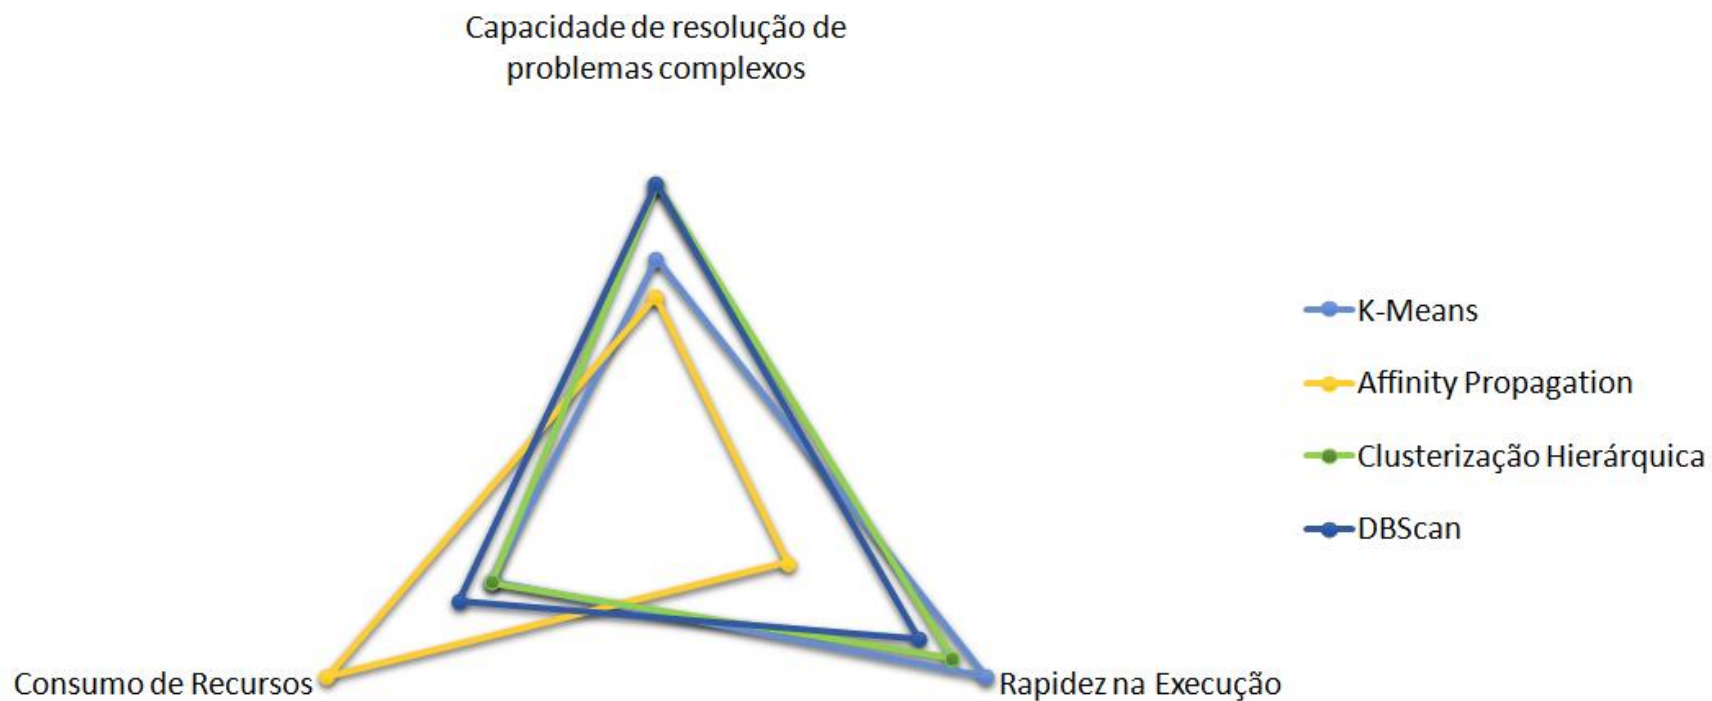 Capacidade de resolução de
problemas complexos
K-Means
Affinity Propagation
Clusterização Hierárquica
DBScan
Consumo de Recursos
Rapidez na Execução